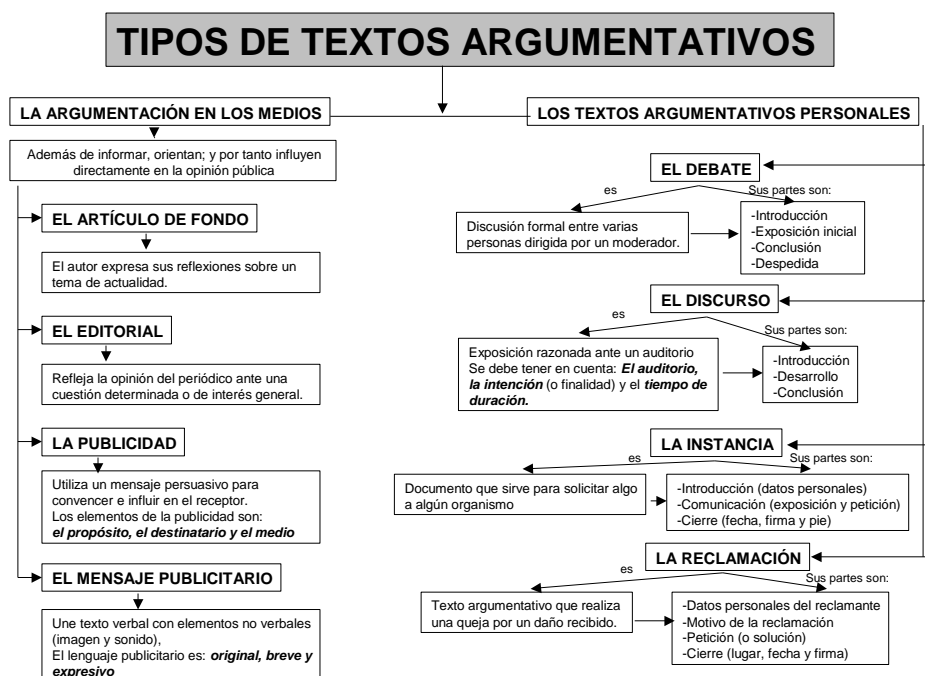 TIPOS DE TEXTOS ARGUMENTATIVOS
LA ARGUMENTACIÓN EN LOS MEDIOS
Además de informar, orientan; y por tanto influyen
directamente en la opinión pública
EL ARTÍCULO DE FONDO
El autor expresa sus reflexiones sobre un
tema de actualidad.
EL EDITORIAL
Refleja la opinión del periódico ante una
cuestión determinada o de interés general.
LA PUBLICIDAD
Utiliza un mensaje persuasivo para
convencer e influir en el receptor.
Los elementos de la publicidad son:
el propósito, el destinatario y el medio
EL MENSAJE PUBLICITARIO
Une texto verbal con elementos no verbales
(imagen y sonido),
El lenguaje publicitario es: original, breve y
expresivo
LOS TEXTOS ARGUMENTATIVOS PERSONALES
EL DEBATE
es
Sus partes son:
Discusión formal entre varias
personas dirigida por un moderador.
-Introducción
-Exposición inicial
-Conclusión
-Despedida
EL DISCURSO
es
Sus partes son:
Exposición razonada ante un auditorio
Se debe tener en cuenta: El auditorio,
la intención (o finalidad) y el tiempo de
duración.
-Introducción
-Desarrollo
-Conclusión
LA INSTANCIA
es
Sus partes son:
Documento que sirve para solicitar algo
a algún organismo
-Introducción (datos personales)
-Comunicación (exposición y petición)
-Cierre (fecha, firma y pie)
LA RECLAMACIÓN
es
Sus partes son:
Texto argumentativo que realiza
una queja por un daño recibido.
-Datos personales del reclamante
-Motivo de la reclamación
-Petición (o solución)
-Cierre (lugar, fecha y firma)